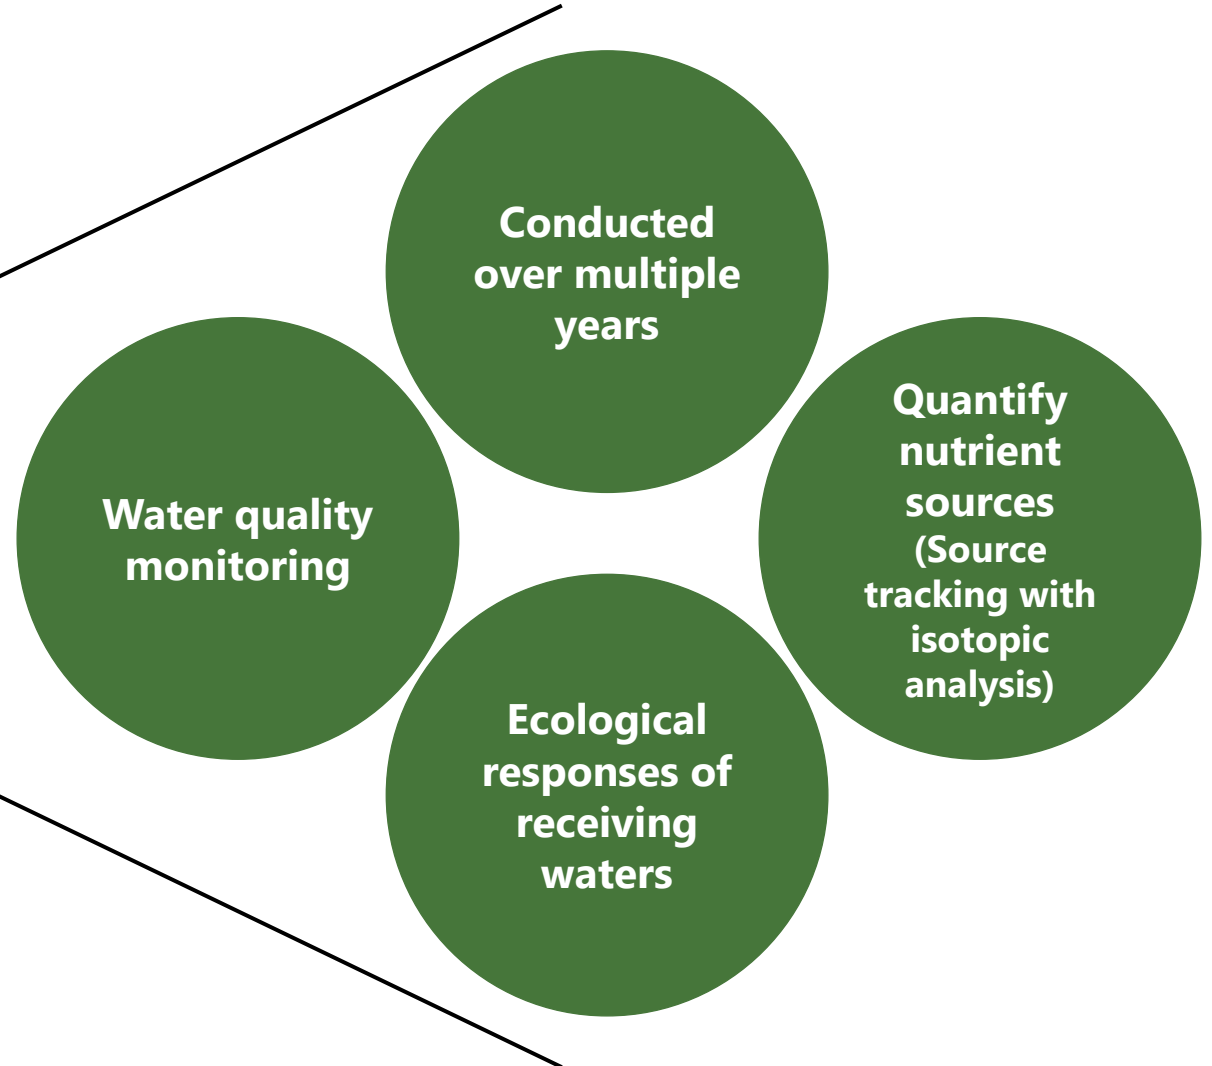 Conducted
over multiple
years
Water quality
monitoring
Quantify
nutrient
sources
(Source
tracking with
isotopic
analysis)
Ecological
responses of
receiving
waters